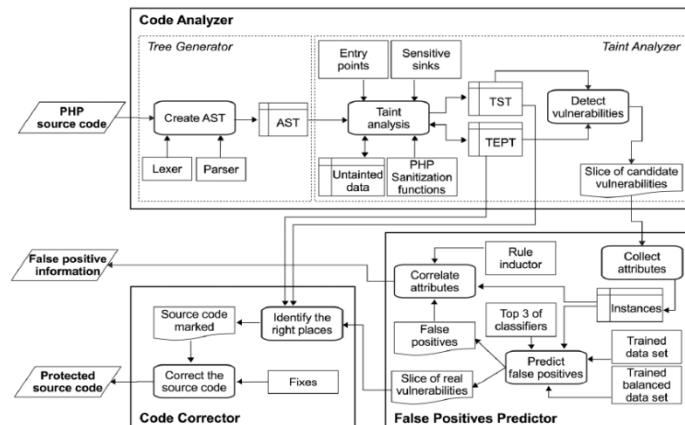 Code Analyzer
Tree Generator
Taint Analyzer
Entry
points
Sensitive
sinks
PHP
source code
Create AST
AST
Taint
analysis
TST
TEPT
Detect
vulnerabilities
Lexer
Parser
Untainted
data
PHP
Sanitization
functions
Slice of candidate
vulnerabilities
False positive
information
Correlate
attributes
Rule
inductor
Collect
attributes
Instances
Source code
marked
Identify the
right places
False
positives
Top 3 of
classifiers
Trained
data set
Predict
false positives
Protected
source code
Correct the
source code
Fixes
Slice of real
vulnerabilities
Trained
balanced
data set
Code Corrector
False Positives Predictor